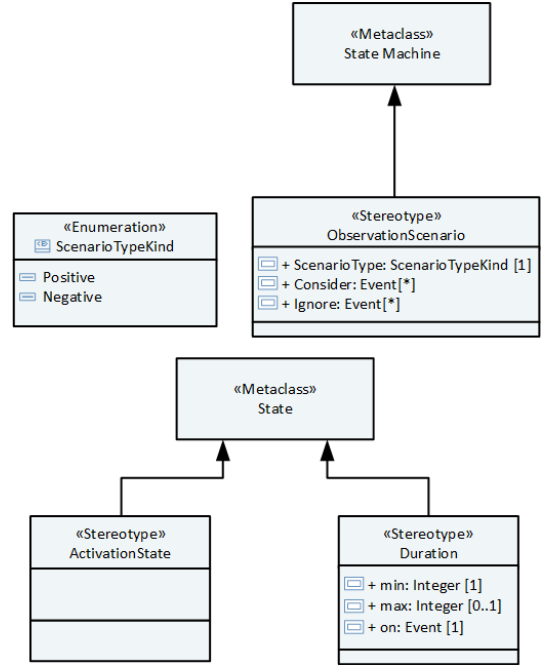 «Metaclass»
State Machine
«Enumeration»
ScenarioTypeKind
Positive
Negative
«Stereotype»
ObservationScenario
+ ScenarioType: ScenarioTypeKind [1]
+ Consider: Event[*]
+ Ignore: Event[*]
«Metaclass»
State
«Stereotype»
ActivationState
«Stereotype»
Duration
+ min: Integer [1]
+ max: Integer [0..1]
+ on: Event [1]